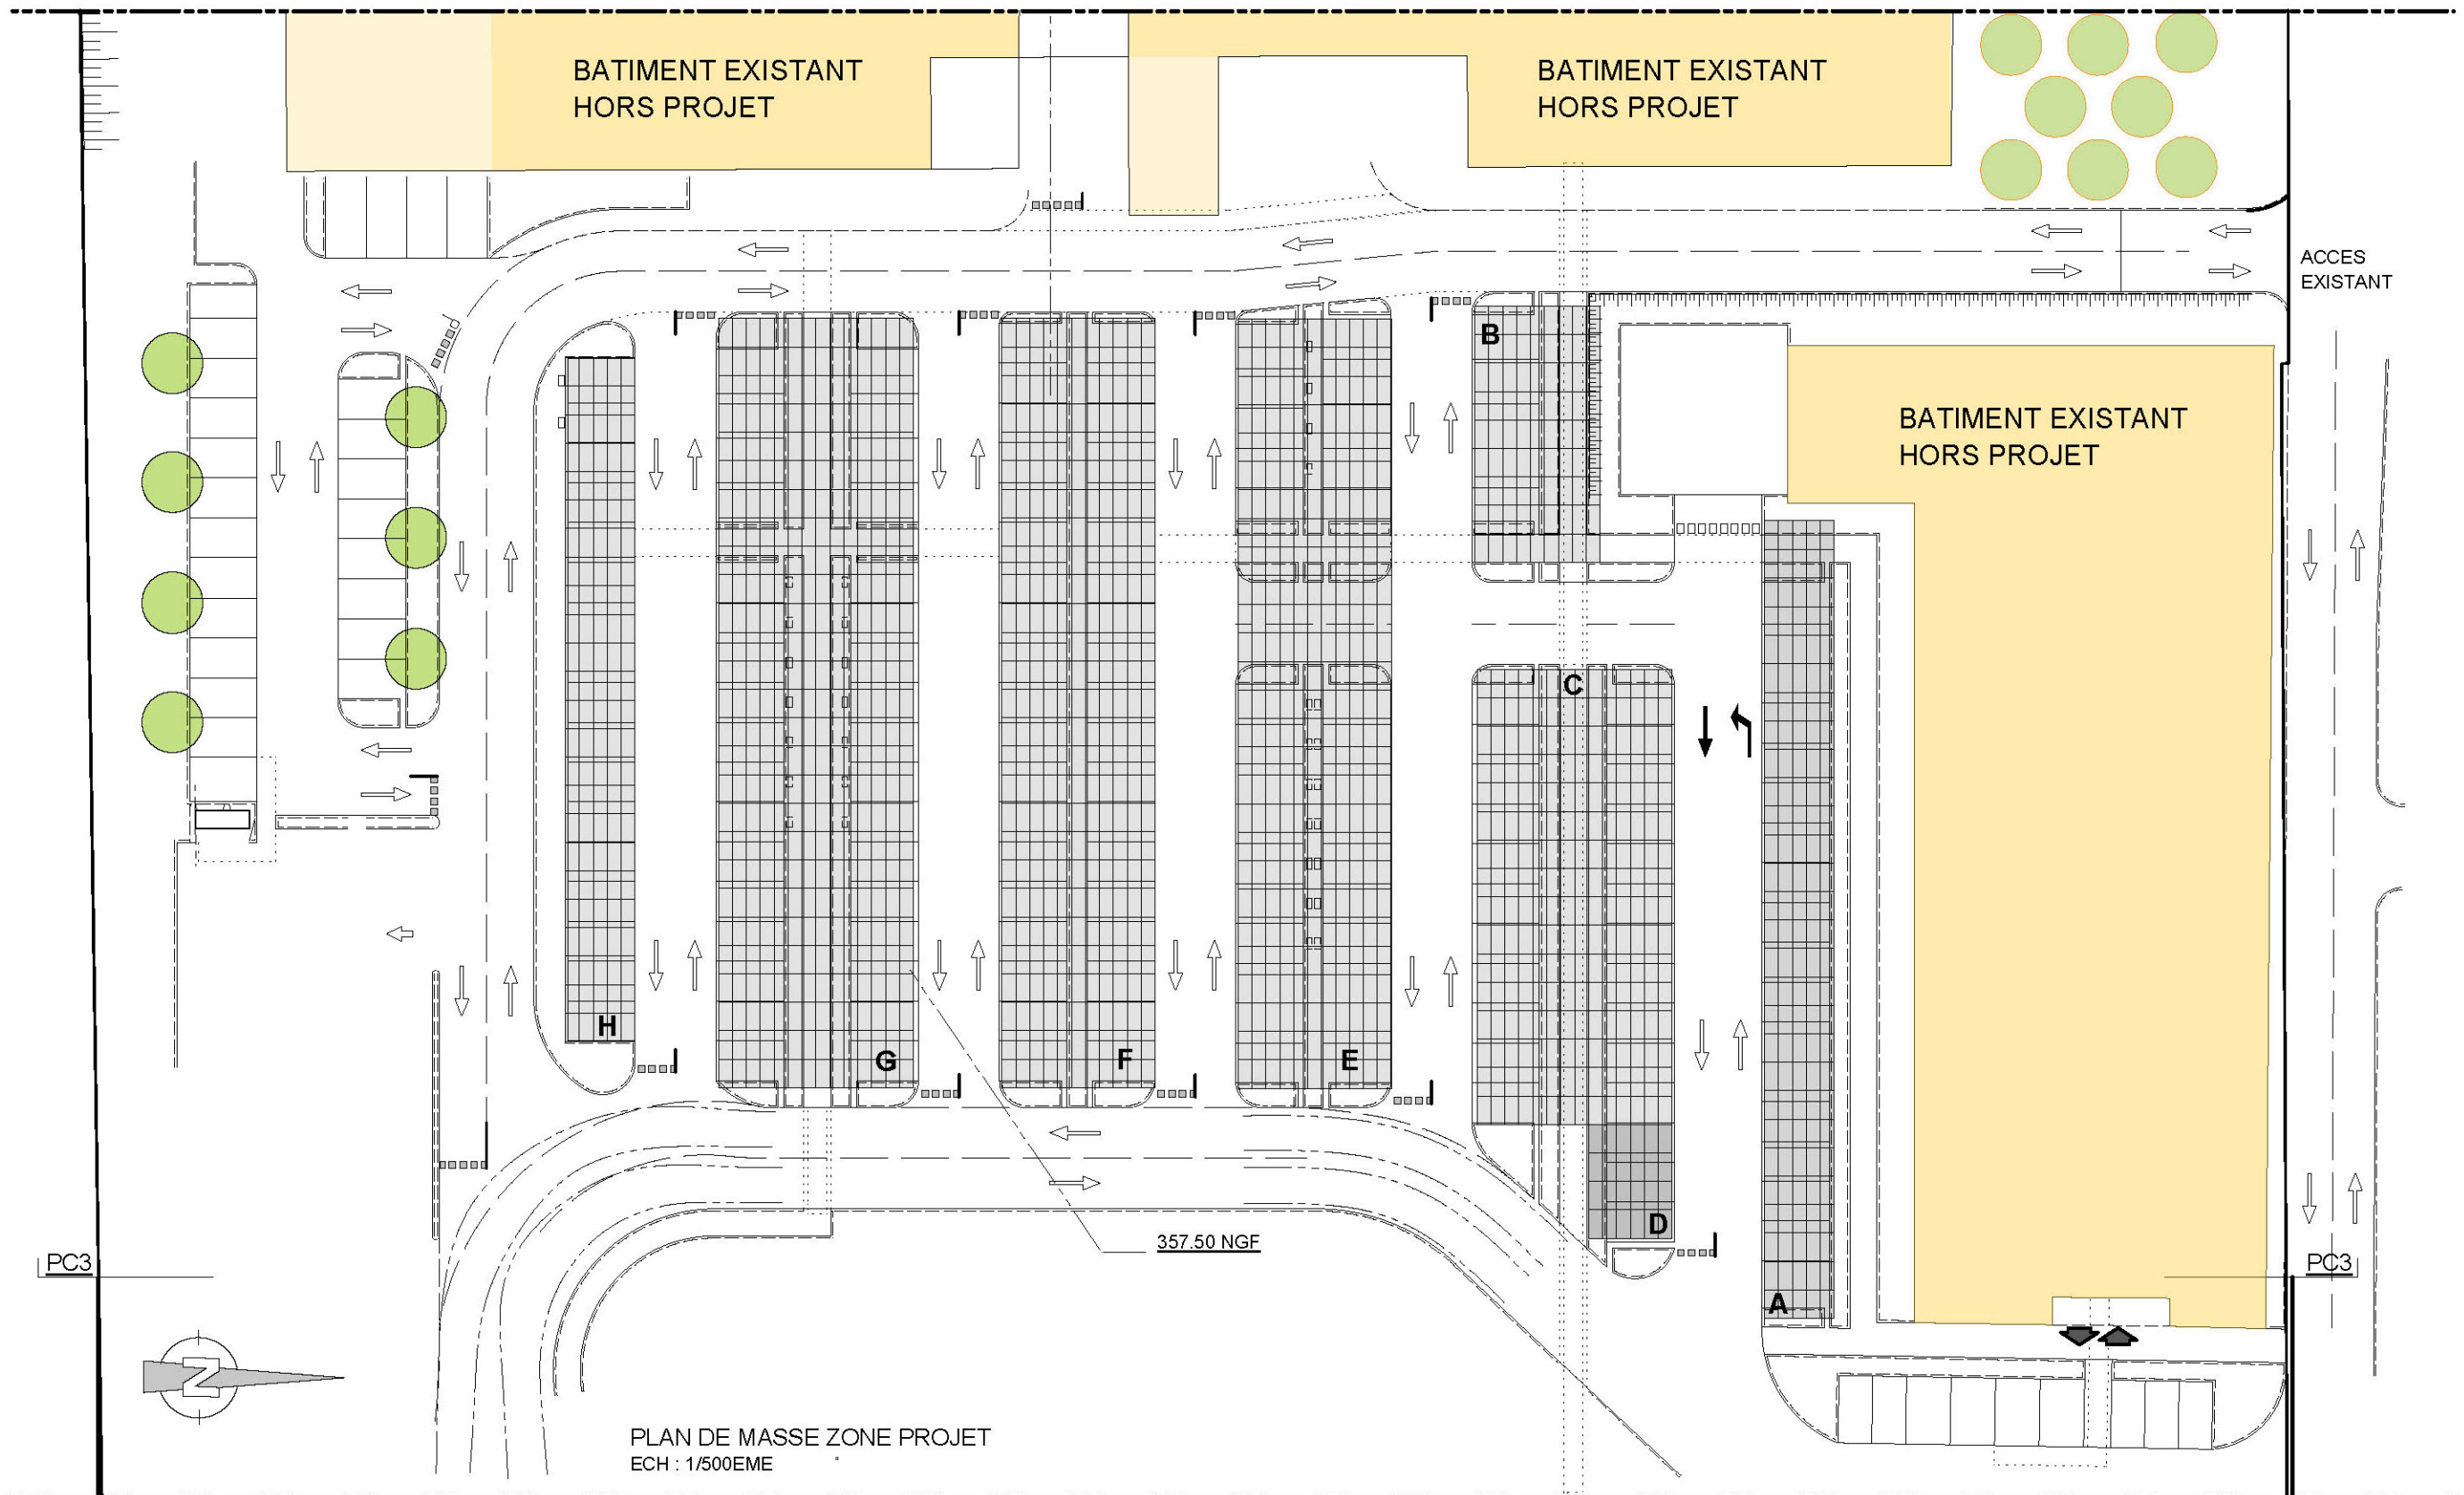 BATIMENT EXISTANT
HORS PROJET
BATIMENT EXISTANT
HORS PROJET
ACCES
EXISTANT
B
BATIMENT EXISTANT
HORS PROJET
C
H
G
F
E
D
357.50 NGF
PC3
PC3
A
N
PLAN DE MASSE ZONE PROJET
ECH : 1/500EME